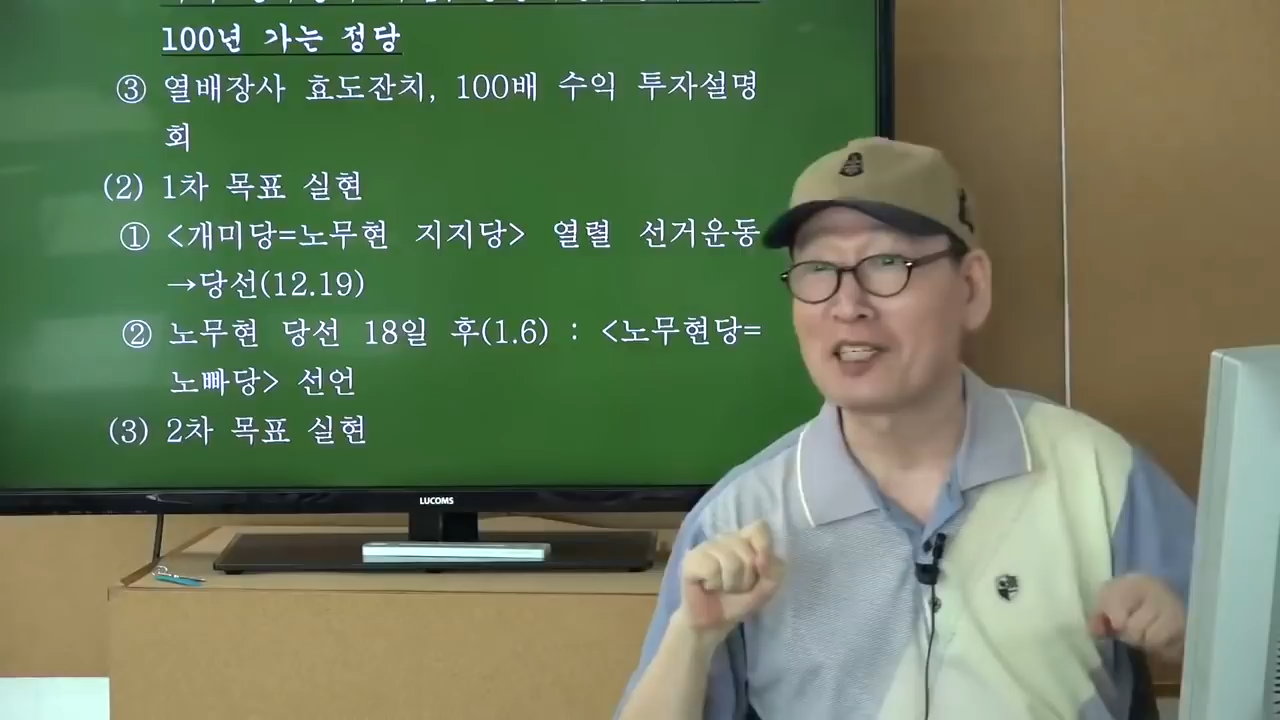 100년 가는 정당
③ 열배장사 효도잔치, 100배 수익 투자설명
회
(2) 1차 목표 실현
① <개미당=노무현 지지당> 열렬 선거운동
→당선(12.19)
② 노무현 당선 18일 후(1.6) : <노무현당=
노빠당> 선언
(3) 2차 목표 실현
LUCOMS